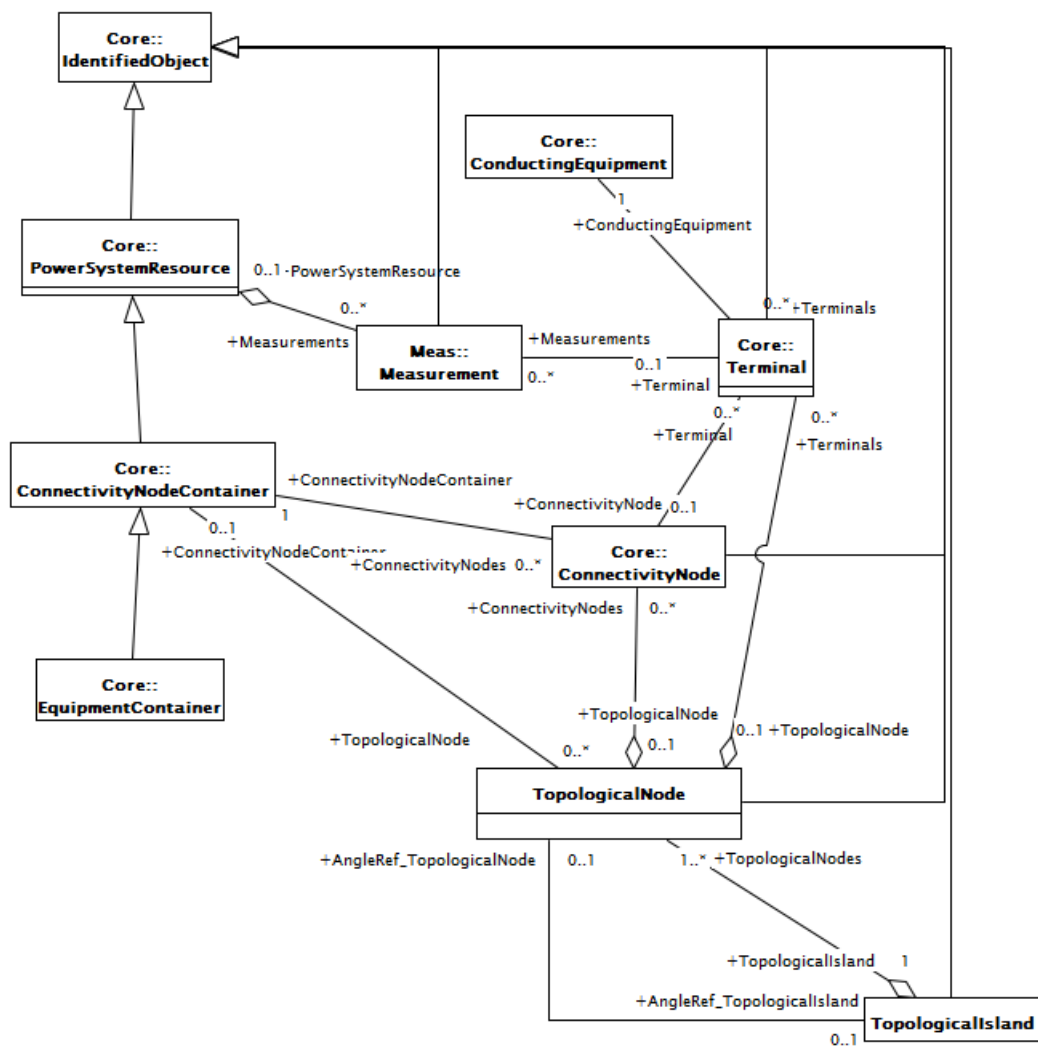 Core::
IdentifiedObject
Core::
ConductingEquipment
1
+ConductingEquipment
Core::
PowerSystemResource
0..1
-PowerSystemResource
0..*
+Measurements
Meas::
Measurement
+Measurements
0..*
0..1
+Terminal
0..*
+Terminals
Core::
Terminal
0..*
+Terminal
0..*
+Terminals
Core::
ConnectivityNodeContainer
+ConnectivityNodeContainer
1
0..1
+ConnectivityNodeContainer
+ConnectivityNode
0..1
+ConnectivityNodes
0..*
Core::
ConnectivityNode
+ConnectivityNodes
0..*
Core::
EquipmentContainer
+TopologicalNode
0..1
0..1
+TopologicalNode
+TopologicalNode
0..*
TopologicalNode
+AngleRef_TopologicalNode
0..1
1..*
+TopologicalNodes
+TopologicalIsland
1
+AngleRef_TopologicalIsland
0..1
TopologicalIsland